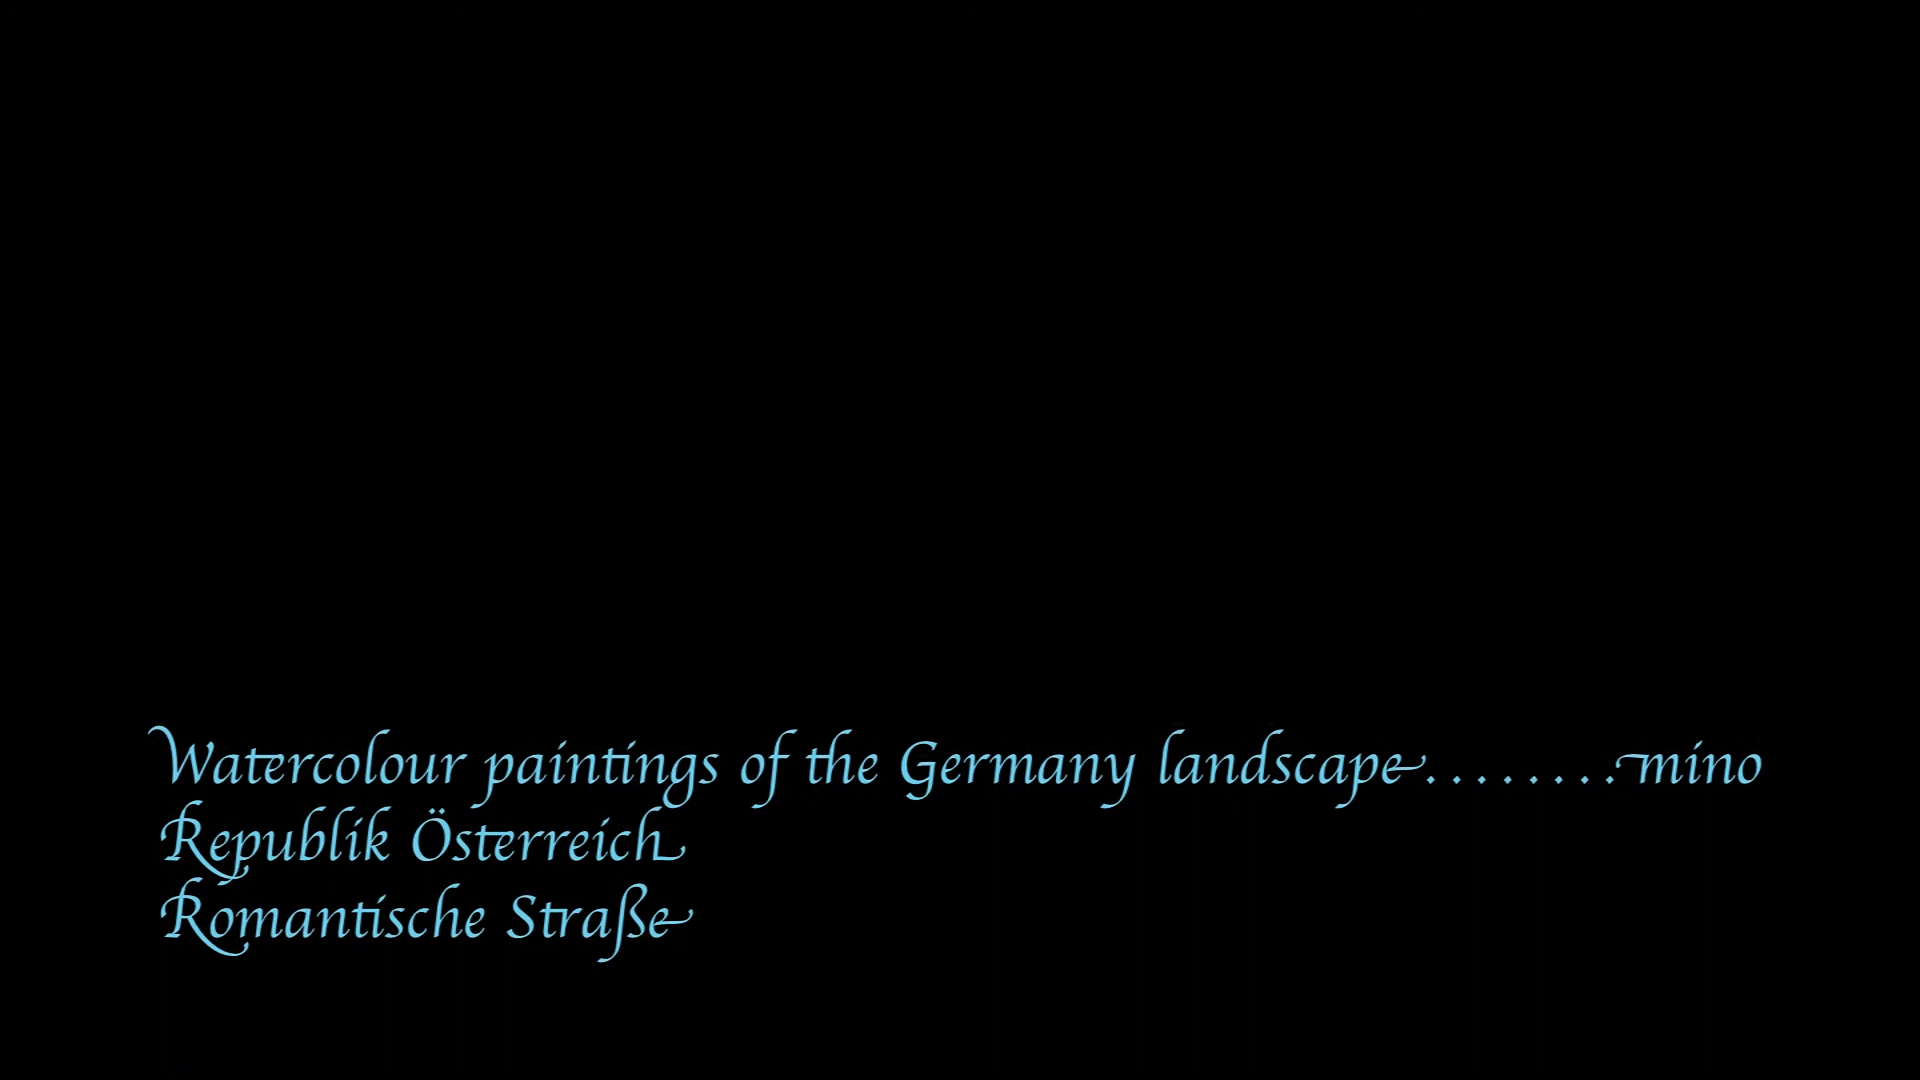 Watercolour paintings of the Germany landscape........mino
Republik Österreich
Romantische Straße